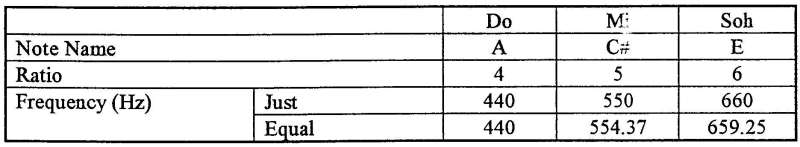 Do Mi Soh
Note Name A C# E
Ratio 4 5 6
Frequency (Hz) Just 440 550 660
Equal 440 554.37 659.25